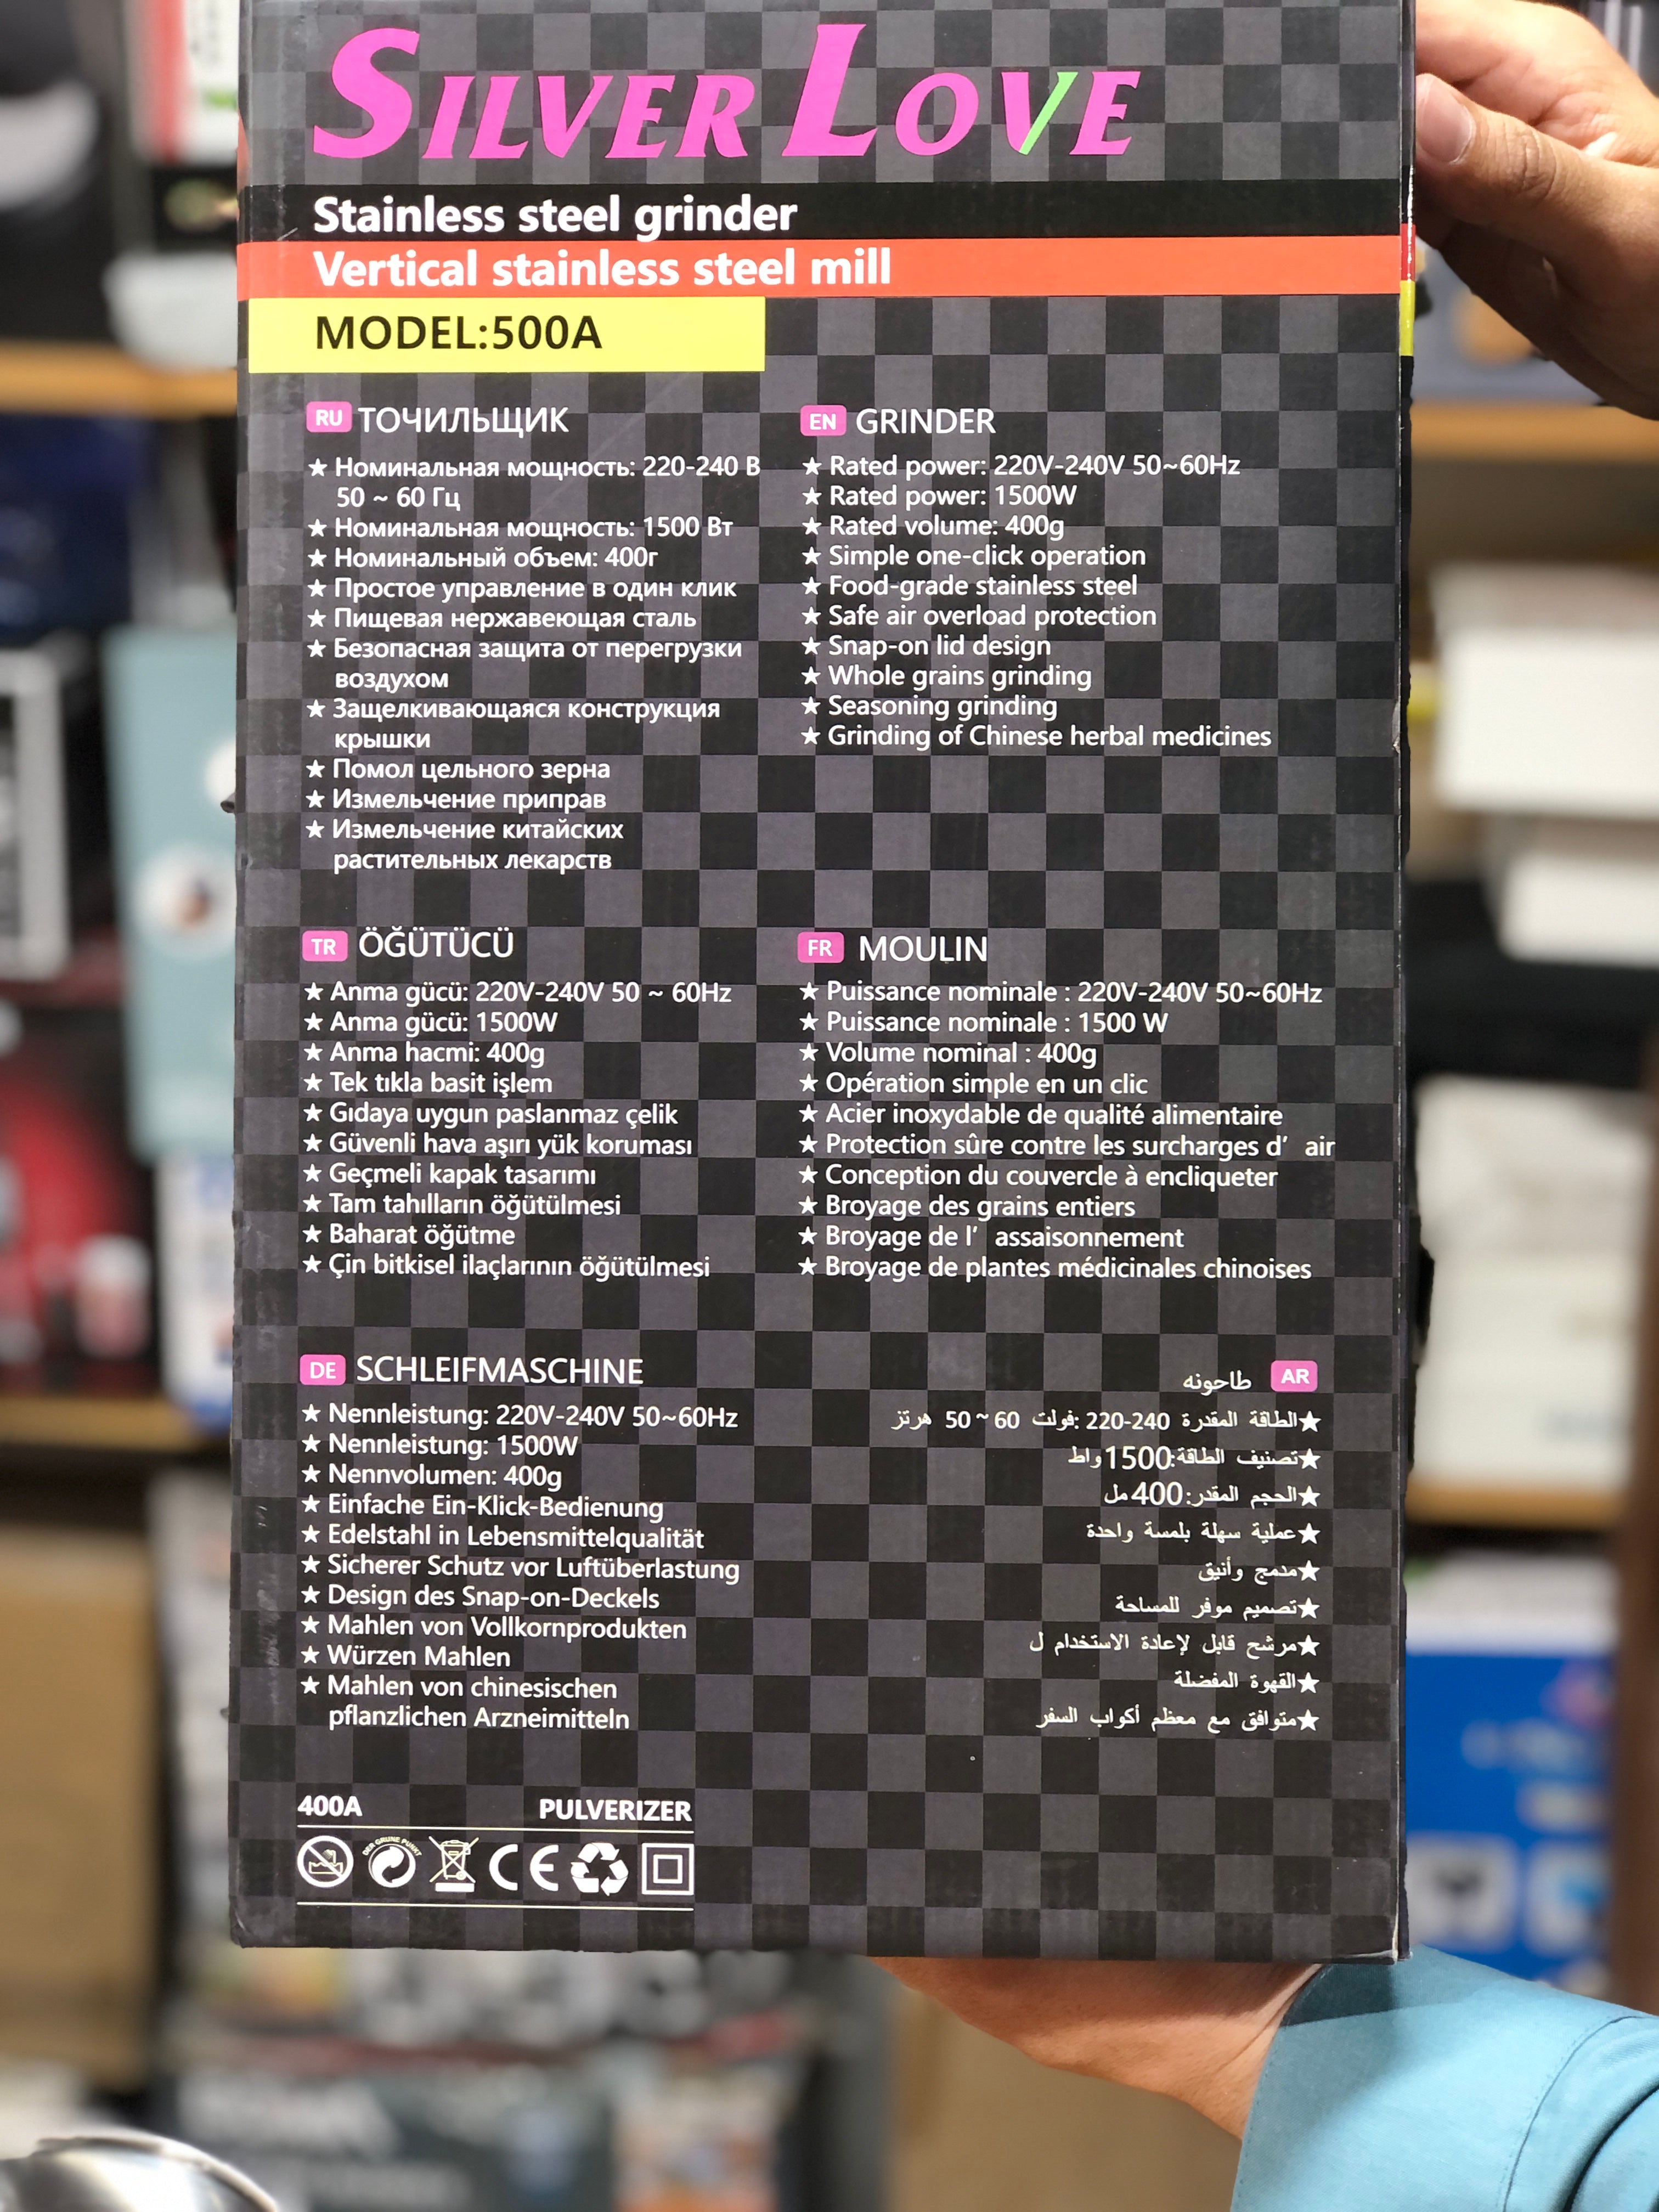 SILVER LOVE
Stainless steel grinder
Vertical stainless steel mill
MODEL:500A
RU ТОЧИЛЬЩИК
★ Номинальная мощность: 220-240 В
50 ~ 60 Гц
★ Номинальная мощность: 1500 Вт
★ Номинальный объем: 400г
★ Простое управление в один клик
★ Пищевая нержавеющая сталь
★ Безопасная защита от перегрузки
воздухом
★ Защелкивающаяся конструкция
крышки
★ Помол цельного зерна
★ Измельчение приправ
★ Измельчение китайских
растительных лекарств
EN GRINDER
★ Rated power: 220V-240V 50~60Hz
★ Rated power: 1500W
★ Rated volume: 400g
★ Simple one-click operation
★ Food-grade stainless steel
★ Safe air overload protection
★ Snap-on lid design
★ Whole grains grinding
★ Seasoning grinding
★ Grinding of Chinese herbal medicines
TR ÖĞÜTÜCÜ
★ Anma gücü: 220V-240V 50 ~ 60Hz
★ Anma gücü: 1500W
★ Anma hacmi: 400g
★ Tek tıkla basit işlem
★ Gıdaya uygun paslanmaz çelik
★ Güvenli hava aşırı yük koruması
★ Geçmeli kapak tasarımı
★ Tam tahılların öğütülmesi
★ Baharat öğütme
★ Çin bitkisel ilaçlarının öğütülmesi
FR MOULIN
★ Puissance nominale : 220V-240V 50~60Hz
★ Puissance nominale : 1500 W
★ Volume nominal : 400g
★ Opération simple en un clic
★ Acier inoxydable de qualité alimentaire
★ Protection sûre contre les surcharges d’ air
★ Conception du couvercle à encliqueter
★ Broyage des grains entiers
★ Broyage de l’ assaisonnement
★ Broyage de plantes médicinales chinoises
DE SCHLEIFMASCHINE
★ Nennleistung: 220V-240V 50~60Hz
★ Nennleistung: 1500W
★ Nennvolumen: 400g
★ Einfache Ein-Klick-Bedienung
★ Edelstahl in Lebensmittelqualität
★ Sicherer Schutz vor Luftüberlastung
★ Design des Snap-on-Deckels
★ Mahlen von Vollkornprodukten
★ Würzen Mahlen
★ Mahlen von chinesischen
pflanzlichen Arzneimitteln
AR طاحونه
★الطاقة المقدرة 240-220 :فولت 60 ~ 50 هرتز
★تصنيف الطاقة:1500واط
★الحجم المقدر:400مل
★عملية سهلة بلمسة واحدة
★مدمج وأنيق
★تصميم موفر للمساحة
★مرشح قابل لإعادة الاستخدام ل
★القهوة المفضلة
★متوافق مع معظم أكواب السفر
400A PULVERIZER
DER GRÜNE PUNKT
CE